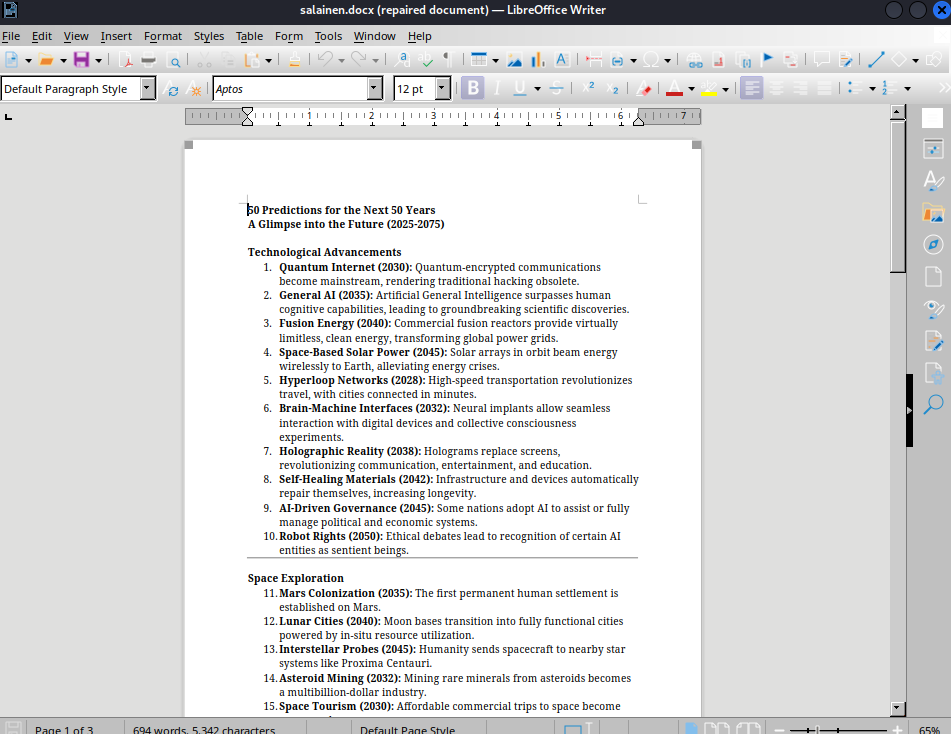 salainen.docx (repaired document) — LibreOffice Writer
File Edit View Insert Format Styles Table Form Tools Window Help
Default Paragraph Style Aptos 12 pt
1 2 3 4 5 6 7
50 Predictions for the Next 50 Years
A Glimpse into the Future (2025-2075)
Technological Advancements
1. Quantum Internet (2030): Quantum-encrypted communications
become mainstream, rendering traditional hacking obsolete.
2. General AI (2035): Artificial General Intelligence surpasses human
cognitive capabilities, leading to groundbreaking scientific discoveries.
3. Fusion Energy (2040): Commercial fusion reactors provide virtually
limitless, clean energy, transforming global power grids.
4. Space-Based Solar Power (2045): Solar arrays in orbit beam energy
wirelessly to Earth, alleviating energy crises.
5. Hyperloop Networks (2028): High-speed transportation revolutionizes
travel, with cities connected in minutes.
6. Brain-Machine Interfaces (2032): Neural implants allow seamless
interaction with digital devices and collective consciousness
experiments.
7. Holographic Reality (2038): Holograms replace screens,
revolutionizing communication, entertainment, and education.
8. Self-Healing Materials (2042): Infrastructure and devices automatically
repair themselves, increasing longevity.
9. AI-Driven Governance (2045): Some nations adopt AI to assist or fully
manage political and economic systems.
10. Robot Rights (2050): Ethical debates lead to recognition of certain AI
entities as sentient beings.
Space Exploration
11. Mars Colonization (2035): The first permanent human settlement is
established on Mars.
12. Lunar Cities (2040): Moon bases transition into fully functional cities
powered by in-situ resource utilization.
13. Interstellar Probes (2045): Humanity sends spacecraft to nearby star
systems like Proxima Centauri.
14. Asteroid Mining (2032): Mining rare minerals from asteroids becomes
a multibillion-dollar industry.
15. Space Tourism (2030): Affordable commercial trips to space become
Page 1 of 3 694 words, 5,342 characters Default Page Style 65%